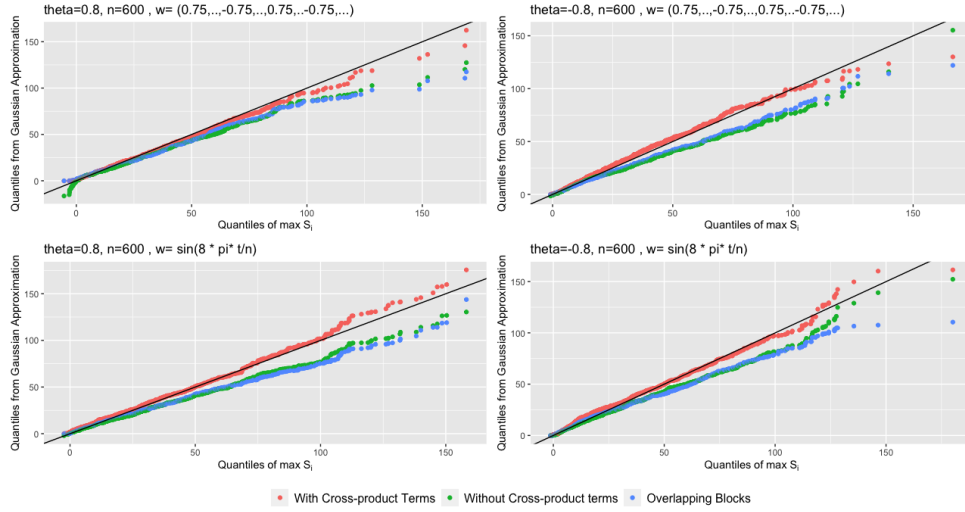 theta=0.8, n=600 , w= (0.75,..,-0.75,..,0.75,..-0.75,...)
Quantiles from Gaussian Approximation
150
100
50
0
0
50
100
150
Quantiles of max Si
theta=-0.8, n=600 , w= (0.75,..,-0.75,..,0.75,..-0.75,...)
Quantiles from Gaussian Approximation
150
100
50
0
0
50
100
150
Quantiles of max Si
theta=0.8, n=600 , w= sin(8 * pi* t/n)
Quantiles from Gaussian Approximation
150
100
50
0
0
50
100
150
Quantiles of max Si
theta=-0.8, n=600 , w= sin(8 * pi* t/n)
Quantiles from Gaussian Approximation
150
100
50
0
0
50
100
150
Quantiles of max Si
With Cross-product Terms
Without Cross-product terms
Overlapping Blocks